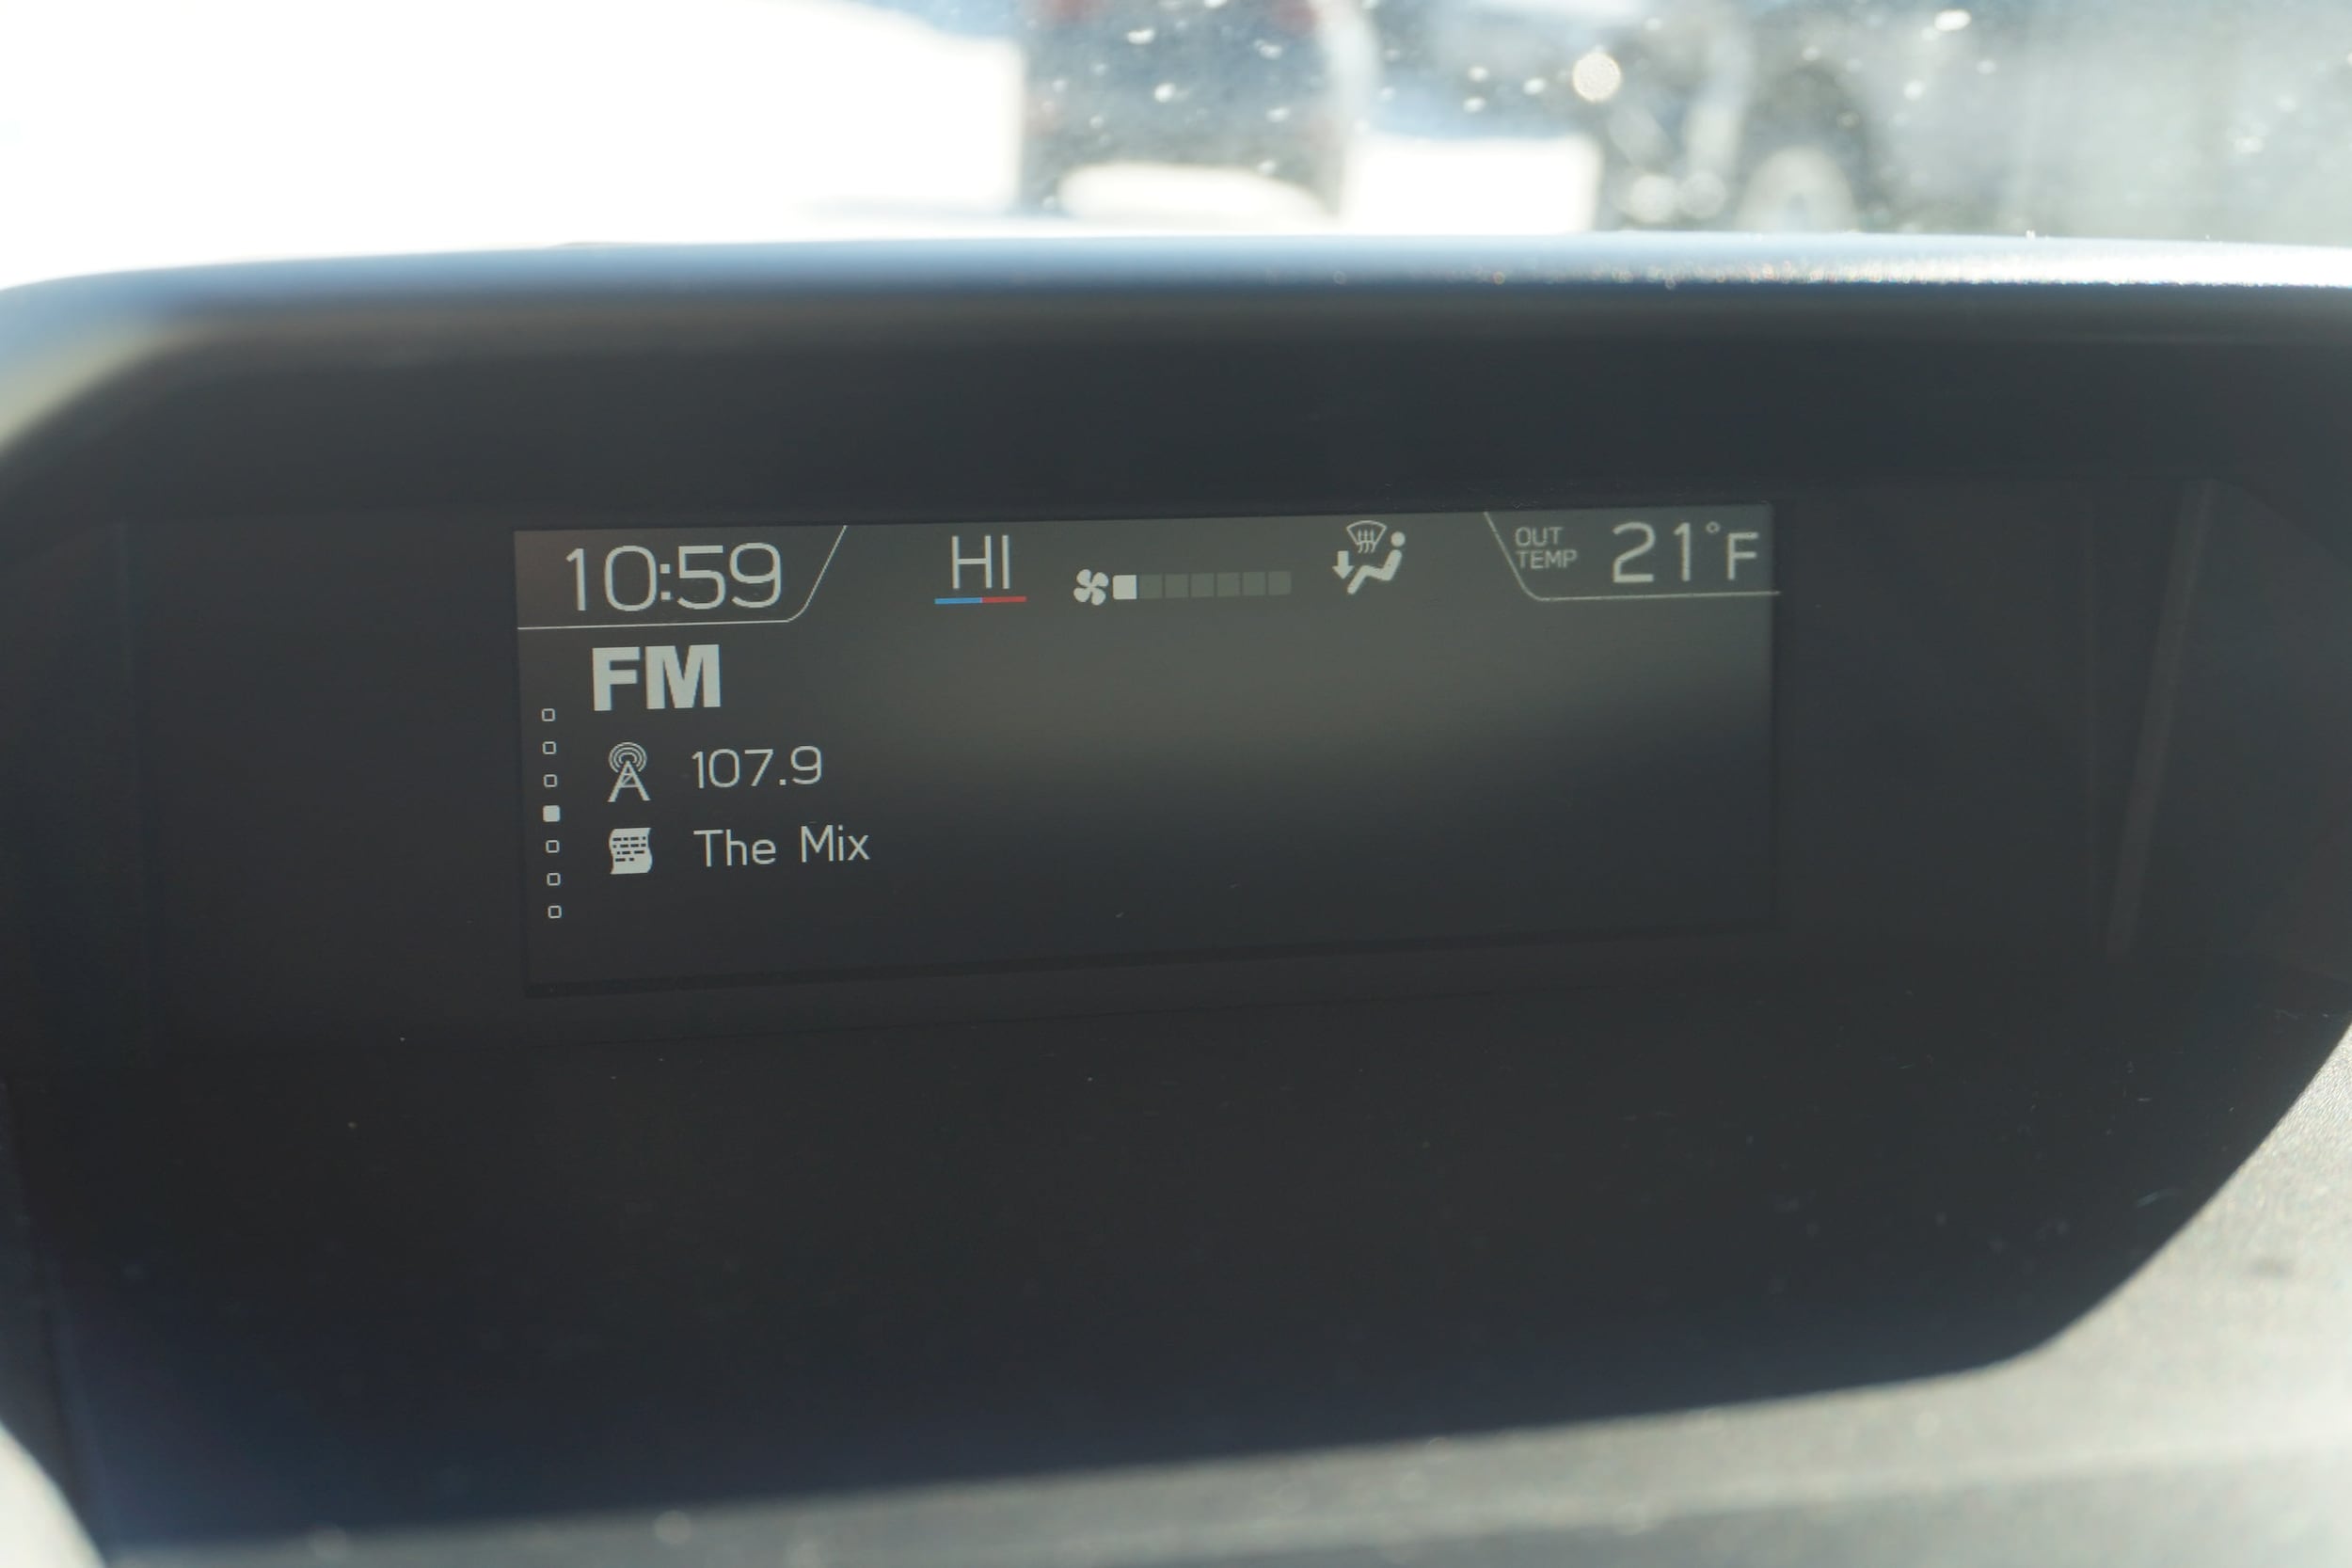 10:59
HI
OUT
TEMP
21°F
FM
107.9
The Mix